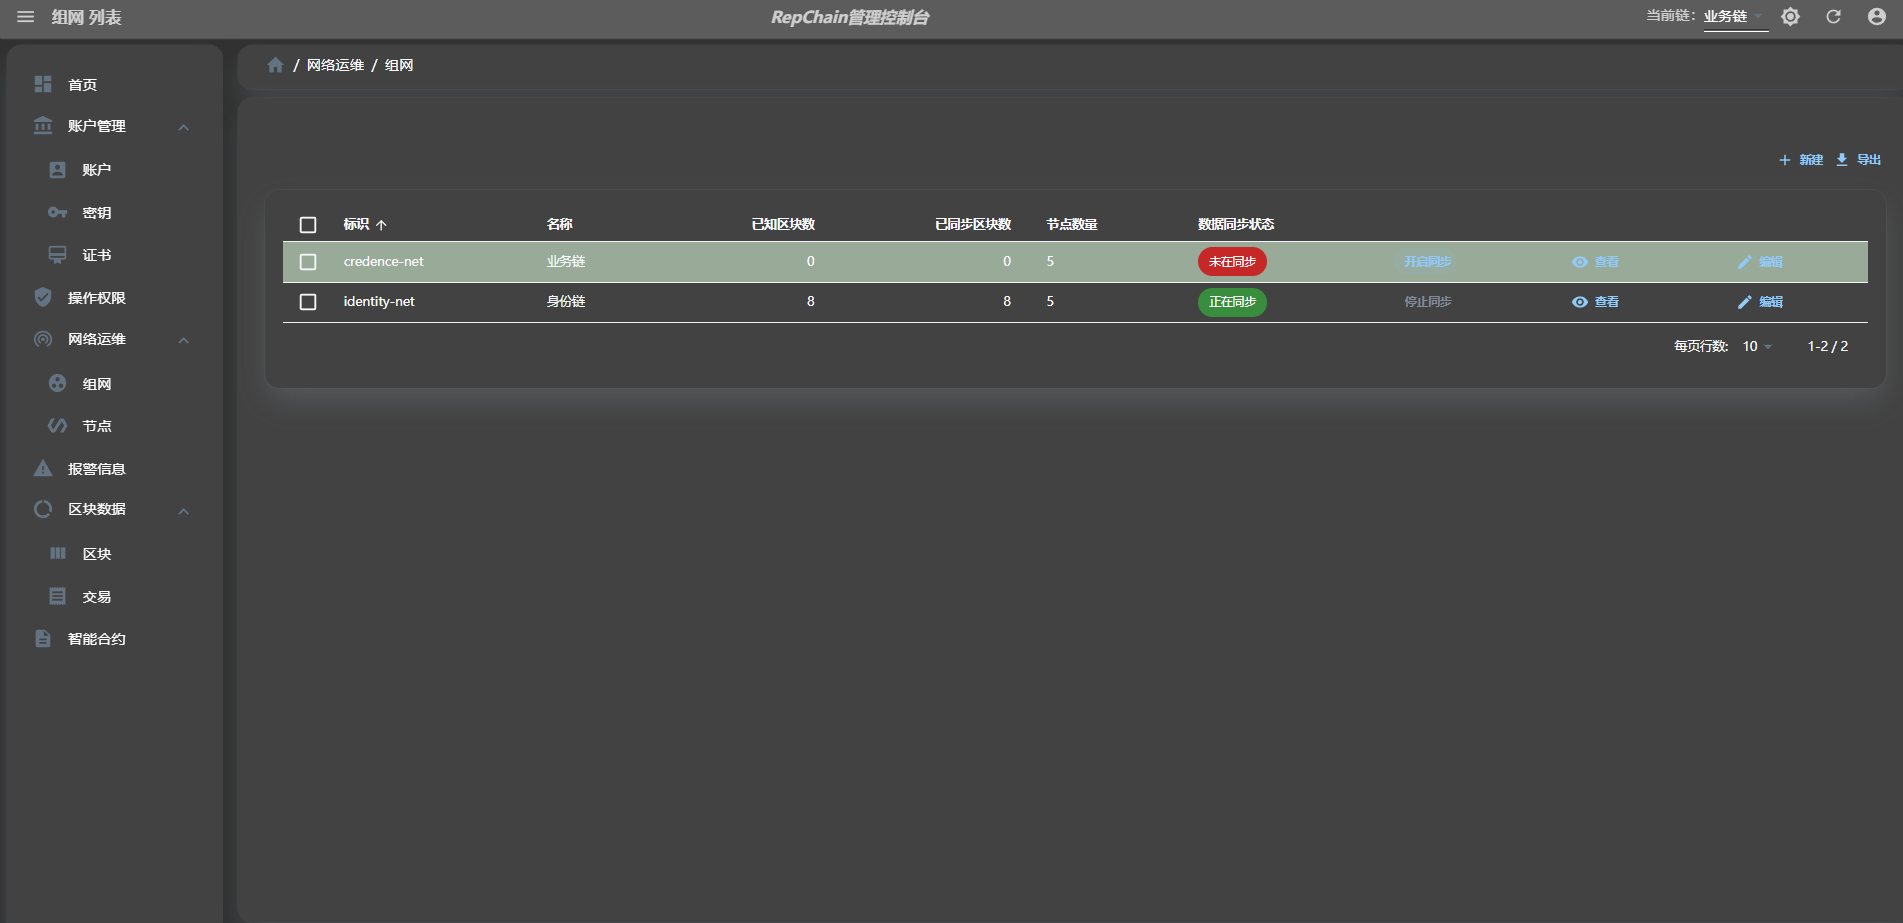 组网 列表
RepChain管理控制台
当前链: 业务链
首页
账户管理
账户
密钥
证书
操作权限
网络运维
组网
节点
报警信息
区块数据
区块
交易
智能合约
/ 网络运维 / 组网
新建 导出
标识 名称 已知区块数 已同步区块数 节点数量 数据同步状态
credence-net 业务链 0 0 5 未在同步 开启同步 查看 编辑
identity-net 身份链 8 8 5 正在同步 停止同步 查看 编辑
每页行数: 10 1-2 / 2